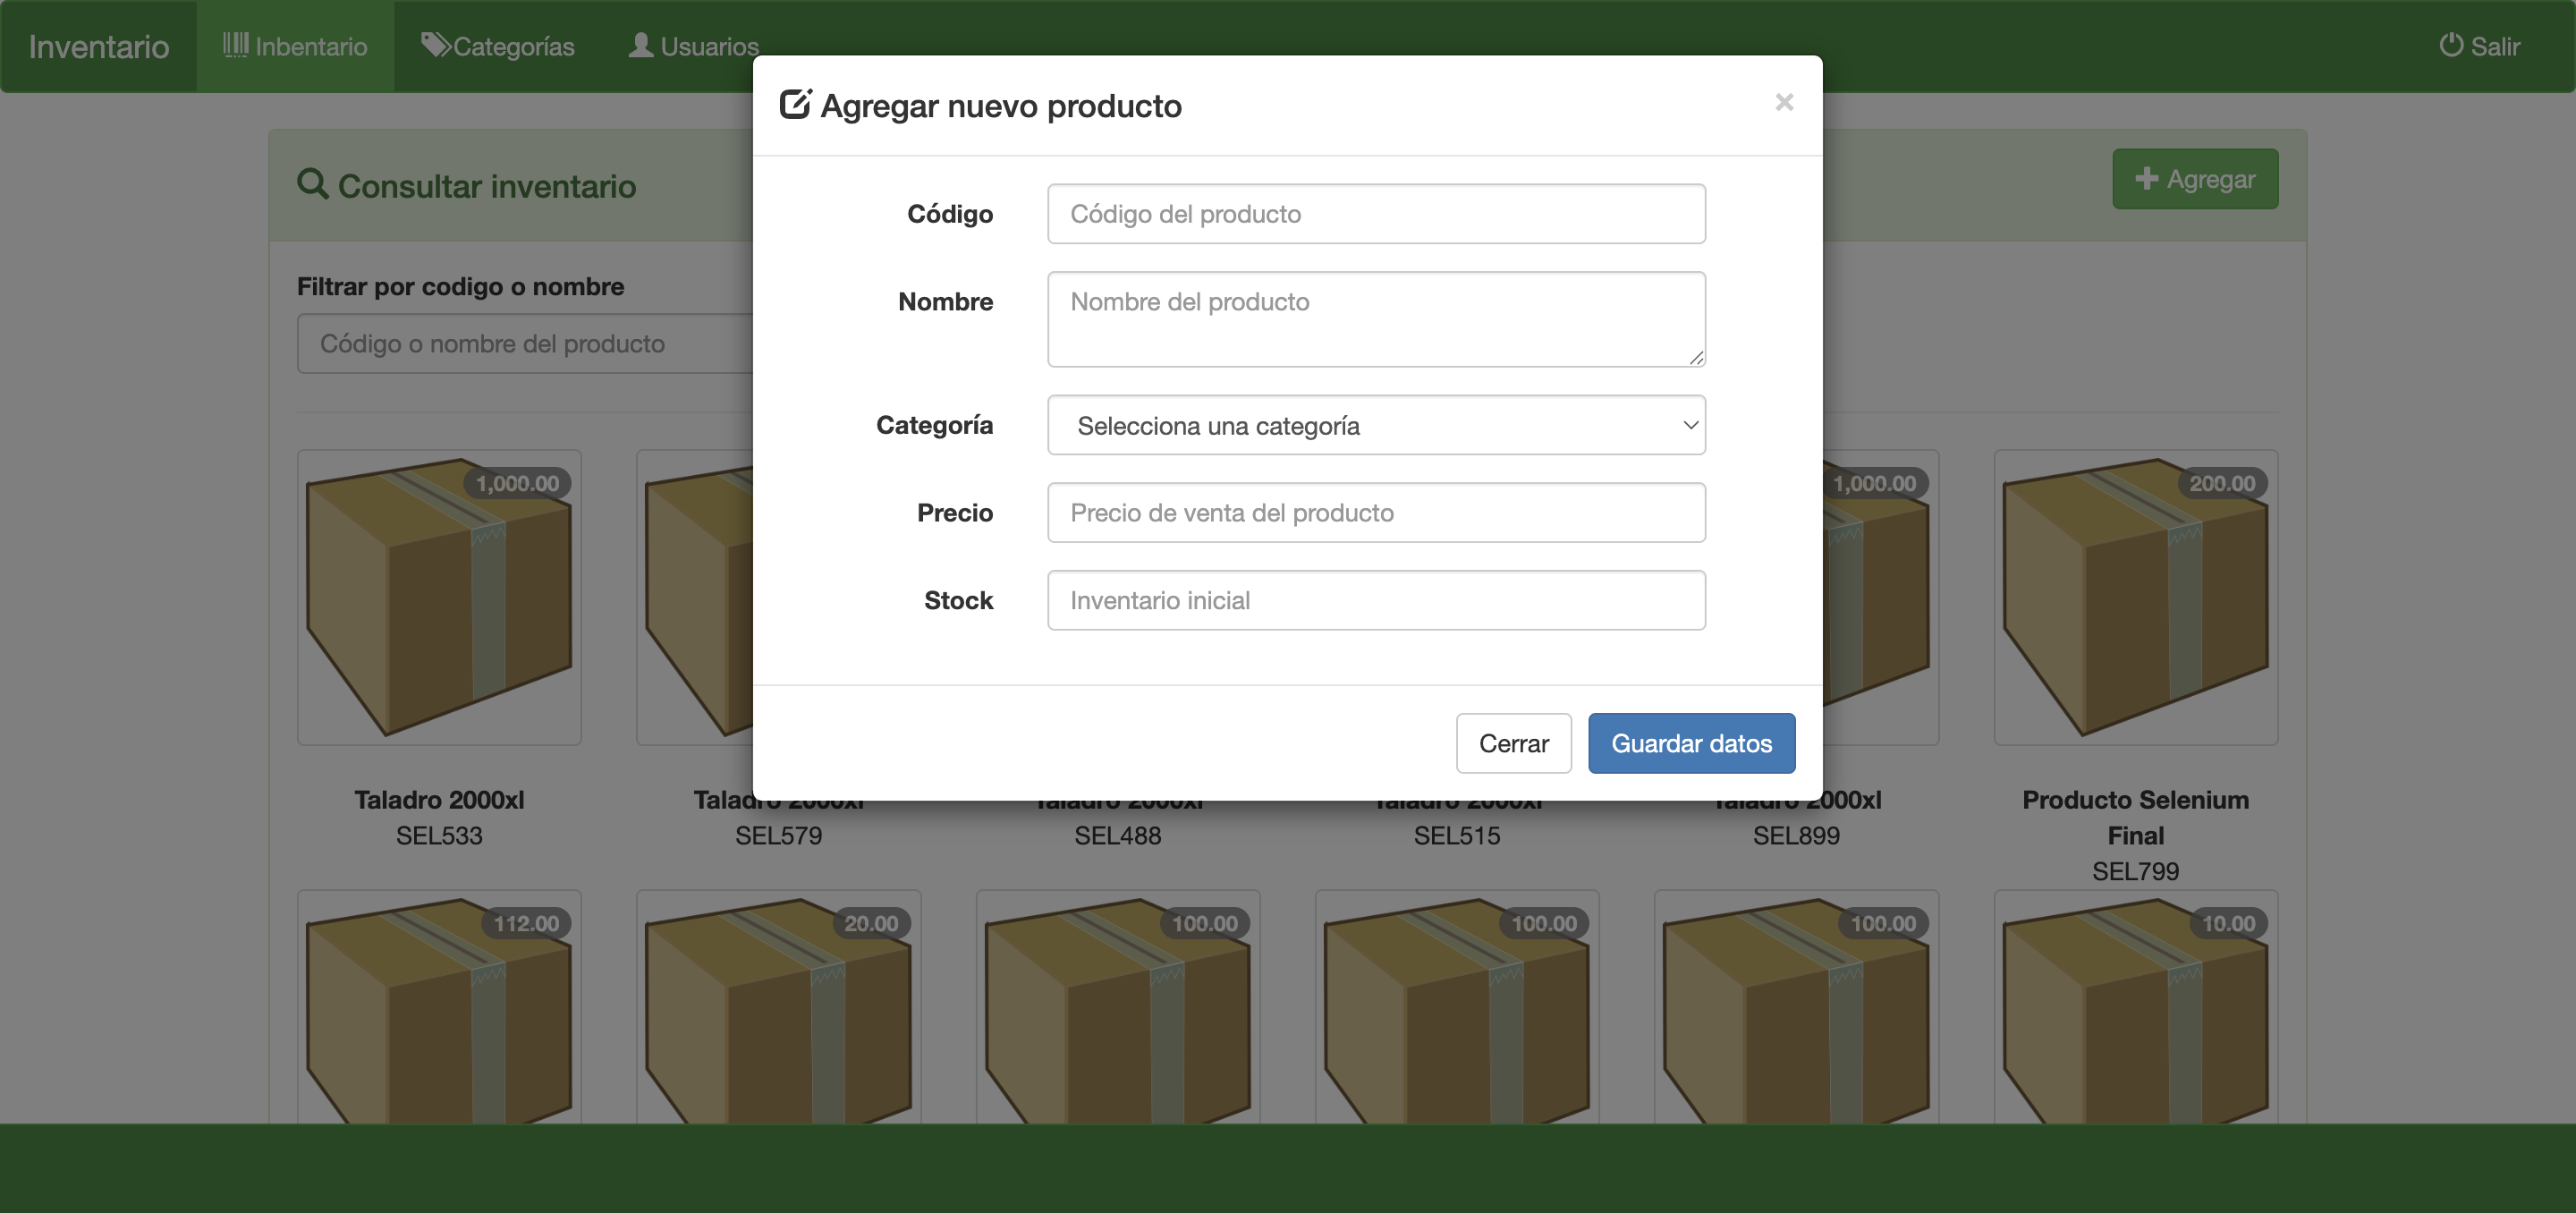 Inventario Inbentario Categorías Usuarios Salir
Agregar nuevo producto ×
Consultar inventario Agregar
Código Código del producto
Filtrar por codigo o nombre
Código o nombre del producto
Nombre Nombre del producto
Categoría Selecciona una categoría
Precio Precio de venta del producto
Stock Inventario inicial
Cerrar Guardar datos
1,000.00 1,000.00 200.00
Taladro 2000xl Taladro 2000xl Taladro 2000xl Taladro 2000xl Taladro 2000xl Producto Selenium
Final
SEL533 SEL579 SEL488 SEL515 SEL899 SEL799
112.00 20.00 100.00 100.00 100.00 10.00